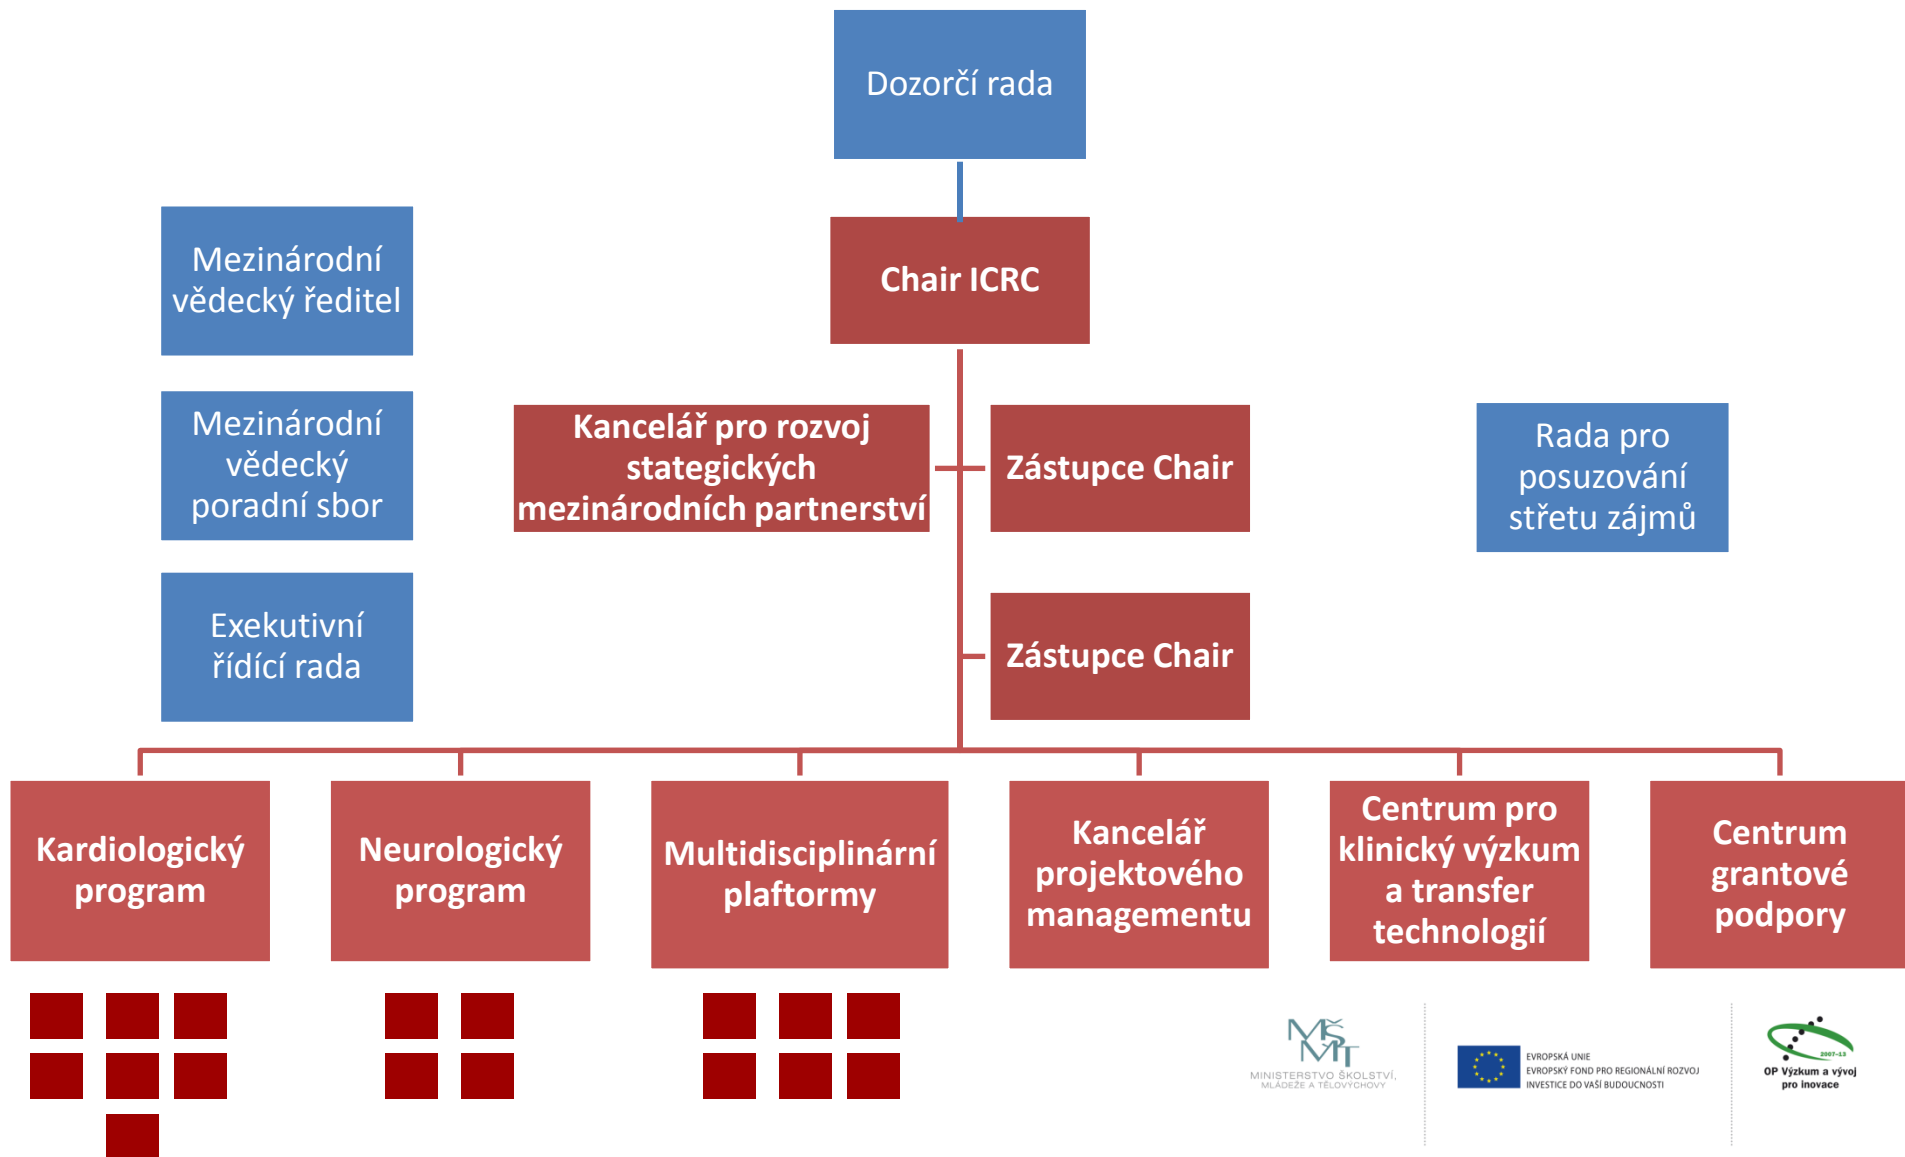 Dozorčí rada
Mezinárodní
vědecký ředitel
Chair ICRC
Mezinárodní
vědecký
poradní sbor
Kancelář pro rozvoj
stategických
mezinárodních partnerství
Zástupce Chair
Rada pro
posuzování
střetu zájmů
Exekutivní
řídící rada
Zástupce Chair
Kardiologický
program
Neurologický
program
Multidisciplinární
plaftormy
Kancelář
projektového
managementu
Centrum pro
klinický výzkum
a transfer
technologií
Centrum
grantové
podpory
MŠMT
MINISTERSTVO ŠKOLSTVÍ,
MLÁDEŽE A TĚLOVÝCHOVY
EVROPSKÁ UNIE
EVROPSKÝ FOND PRO REGIONÁLNÍ ROZVOJ
INVESTICE DO VAŠÍ BUDOUCNOSTI
2007–13
OP Výzkum a vývoj
pro inovace